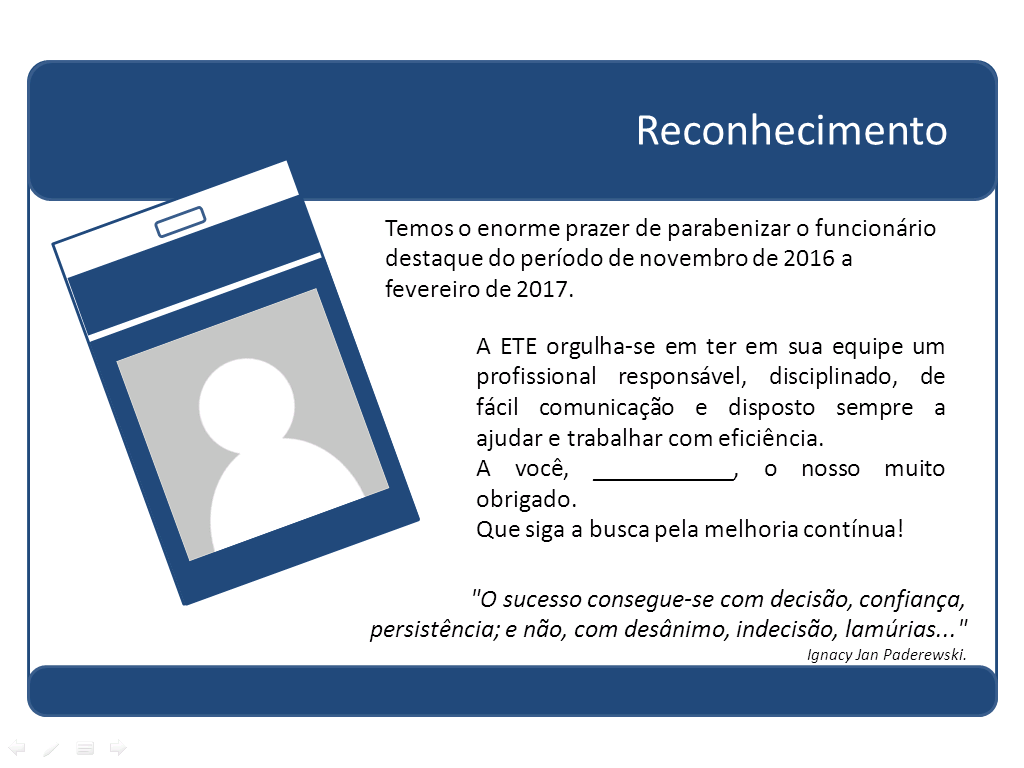 Reconhecimento
Temos o enorme prazer de parabenizar o funcionário
destaque do período de novembro de 2016 a
fevereiro de 2017.
A ETE orgulha-se em ter em sua equipe um
profissional responsável, disciplinado, de
fácil comunicação e disposto sempre a
ajudar e trabalhar com eficiência.
A você, ___________, o nosso muito
obrigado.
Que siga a busca pela melhoria contínua!
"O sucesso consegue-se com decisão, confiança,
persistência; e não, com desânimo, indecisão, lamúrias..."
Ignacy Jan Paderewski.